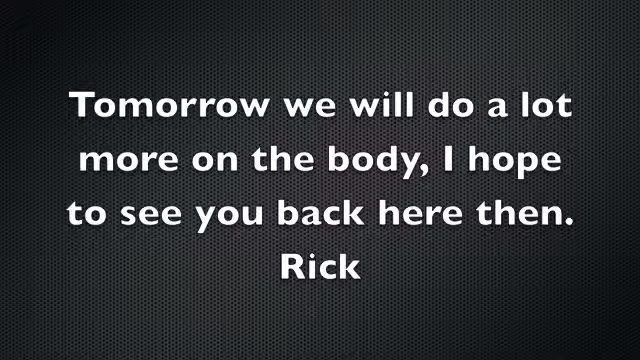 Tomorrow we will do a lot
more on the body, I hope
to see you back here then.
Rick